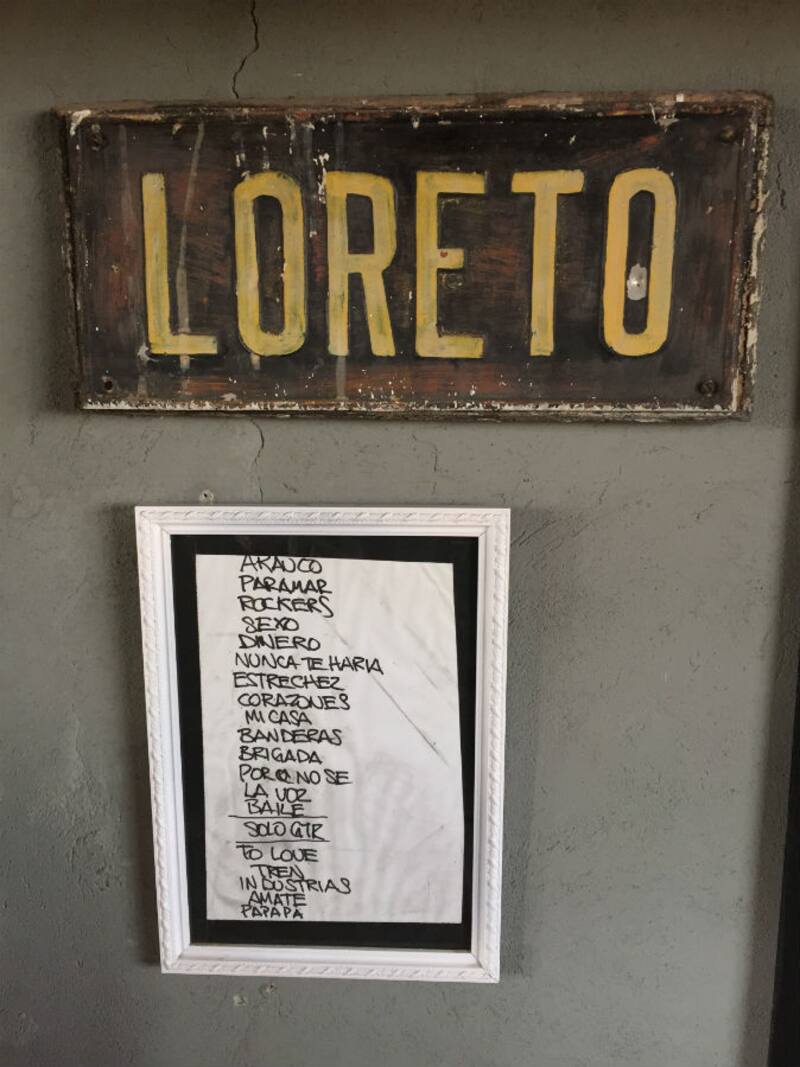 LORETO
ARAUCO
PARAMAR
ROCKERS
SEXO
DINERO
NUNCA TE HARIA
ESTRECHEZ
CORAZONES
MI CASA
BANDERAS
BRIGADA
PORQ NO SE
LA VOZ
BAILE
SOLO GTR
TO LOVE
TREN
INDUSTRIAS
AMATE
PAPAPA